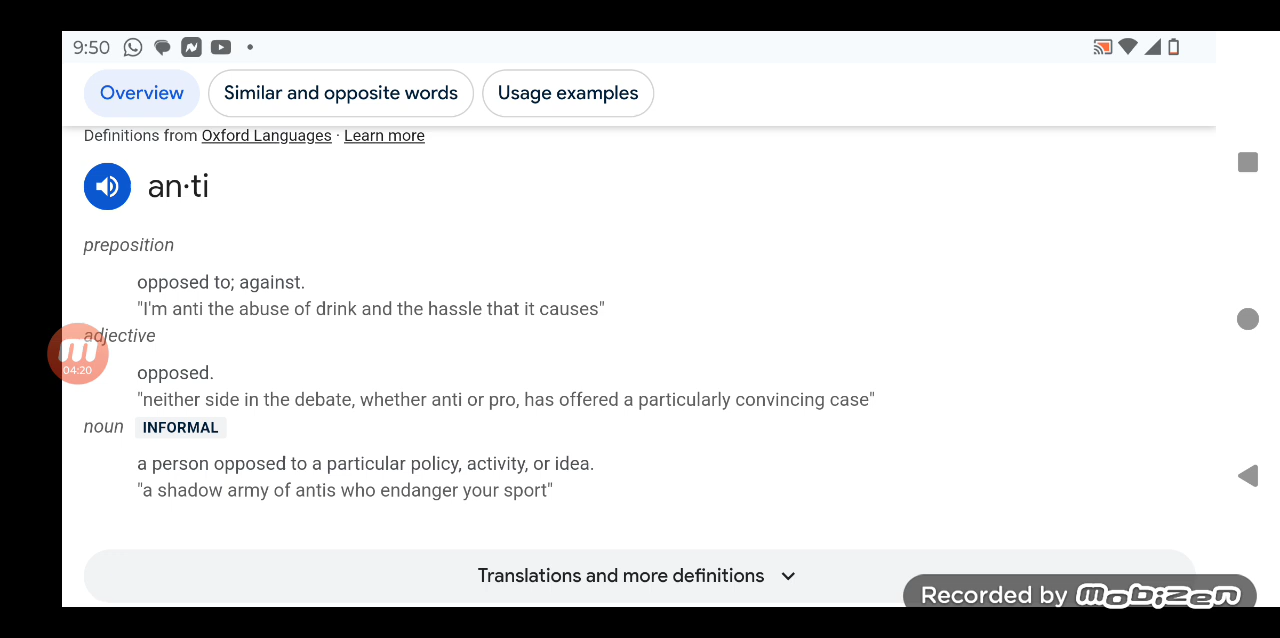 9:50
Overview
Similar and opposite words
Usage examples
Definitions from Oxford Languages · Learn more
an·ti
preposition
opposed to; against.
"I'm anti the abuse of drink and the hassle that it causes"
adjective
04:20
opposed.
"neither side in the debate, whether anti or pro, has offered a particularly convincing case"
noun INFORMAL
a person opposed to a particular policy, activity, or idea.
"a shadow army of antis who endanger your sport"
Translations and more definitions
Recorded by mobizen